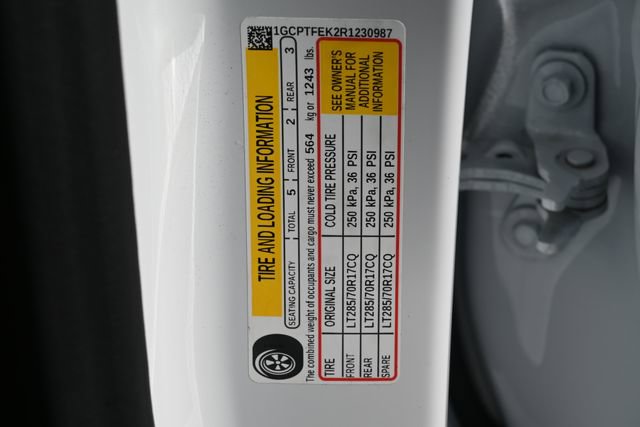 1GCPTFEK2R1230987
TIRE AND LOADING INFORMATION
SEATING CAPACITY TOTAL 5 FRONT 2 REAR 3
The combined weight of occupants and cargo must never exceed 564 kg or 1243 lbs.
TIRE ORIGINAL SIZE COLD TIRE PRESSURE SEE OWNER'S MANUAL FOR ADDITIONAL INFORMATION
FRONT LT285/70R17CQ 250 kPa, 36 PSI
REAR LT285/70R17CQ 250 kPa, 36 PSI
SPARE LT285/70R17CQ 250 kPa, 36 PSI